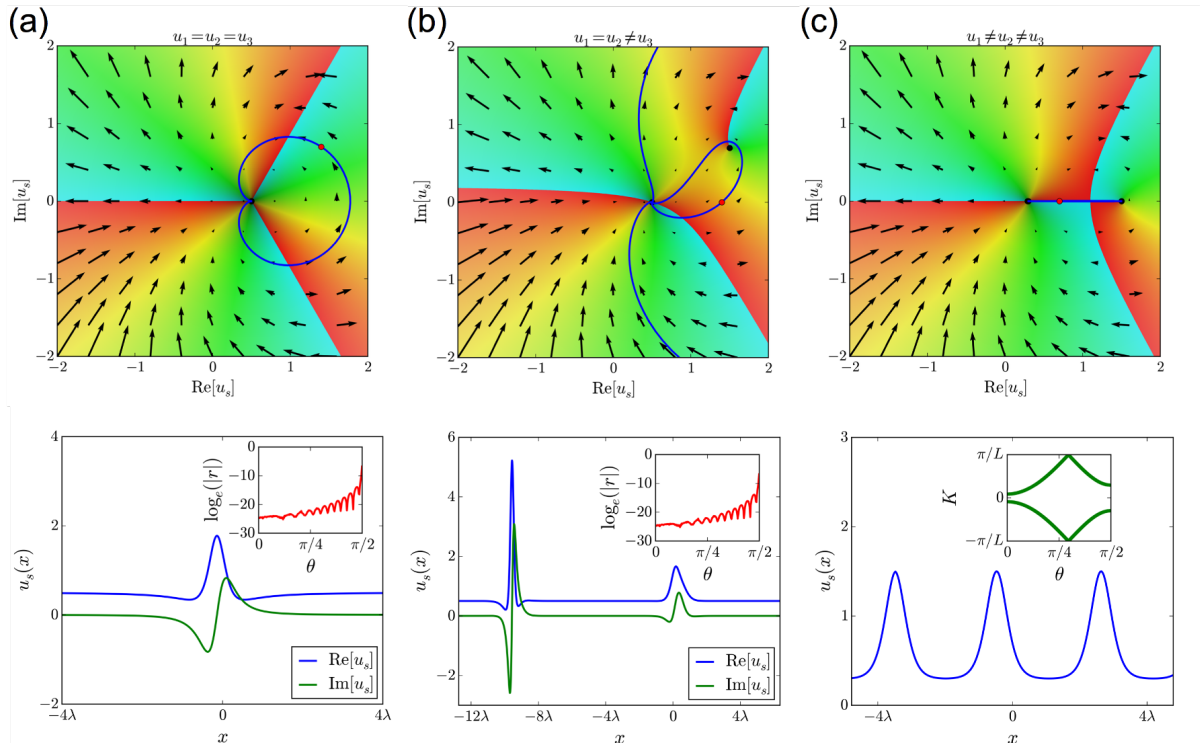 (a)
u₁ = u₂ = u₃
2
1
0
−1
−2
Im[uₛ]
−2 −1 0 1 2
Re[uₛ]
(b)
u₁ = u₂ ≠ u₃
2
1
0
−1
−2
Im[uₛ]
−2 −1 0 1 2
Re[uₛ]
(c)
u₁ ≠ u₂ ≠ u₃
2
1
0
−1
−2
Im[uₛ]
−2 −1 0 1 2
Re[uₛ]
4
2
0
−2
uₛ(x)
−4λ 0 4λ
x
0
−10
−20
−30
logₑ(|r|)
0 π/4 π/2
θ
Re[uₛ]
Im[uₛ]
6
4
2
0
−2
uₛ(x)
−12λ −8λ −4λ 0 4λ
x
0
−10
−20
−30
logₑ(|r|)
0 π/4 π/2
θ
Re[uₛ]
Im[uₛ]
3
2
1
0
uₛ(x)
−4λ 0 4λ
x
π/L
0
−π/L
K
0 π/4 π/2
θ